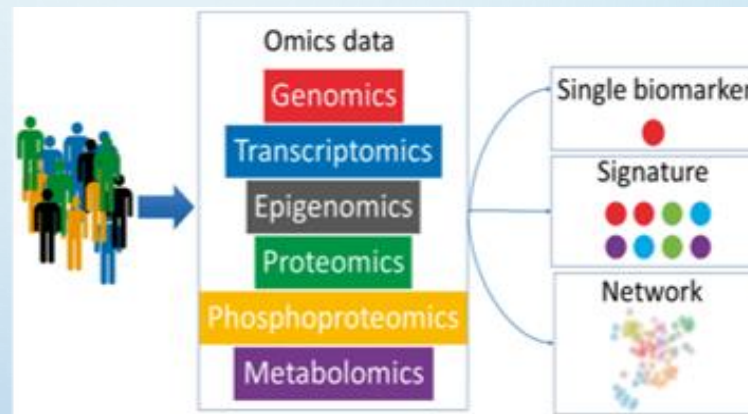 Omics data
Genomics
Transcriptomics
Epigenomics
Proteomics
Phosphoproteomics
Metabolomics
Single biomarker
Signature
Network